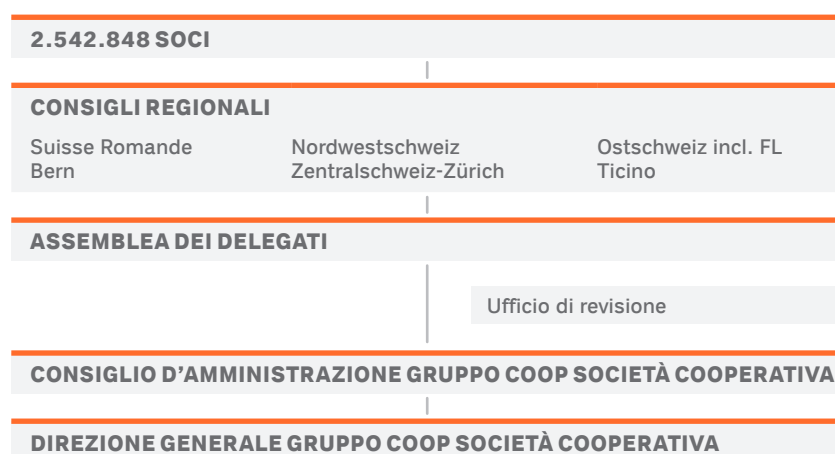 2.542.848 SOCI
CONSIGLI REGIONALI
Suisse Romande Nordwestschweiz Ostschweiz incl. FL
Bern Zentralschweiz-Zürich Ticino
ASSEMBLEA DEI DELEGATI
Ufficio di revisione
CONSIGLIO D'AMMINISTRAZIONE GRUPPO COOP SOCIETÀ COOPERATIVA
DIREZIONE GENERALE GRUPPO COOP SOCIETÀ COOPERATIVA